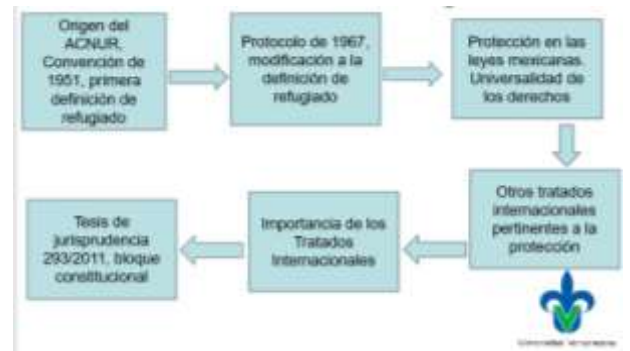 Origen del
ACNUR.
Convención de
1951, primera
definición de
refugiado
Protocolo de 1967,
modificación a la
definición de
refugiado
Protección en las
leyes mexicanas.
Universalidad de
los derechos
Otros tratados
internacionales
pertinentes a la
protección
Importancia de los
Tratados
Internacionales
Tesis de
jurisprudencia
293/2011, bloque
constitucional
Universidad Veracruzana